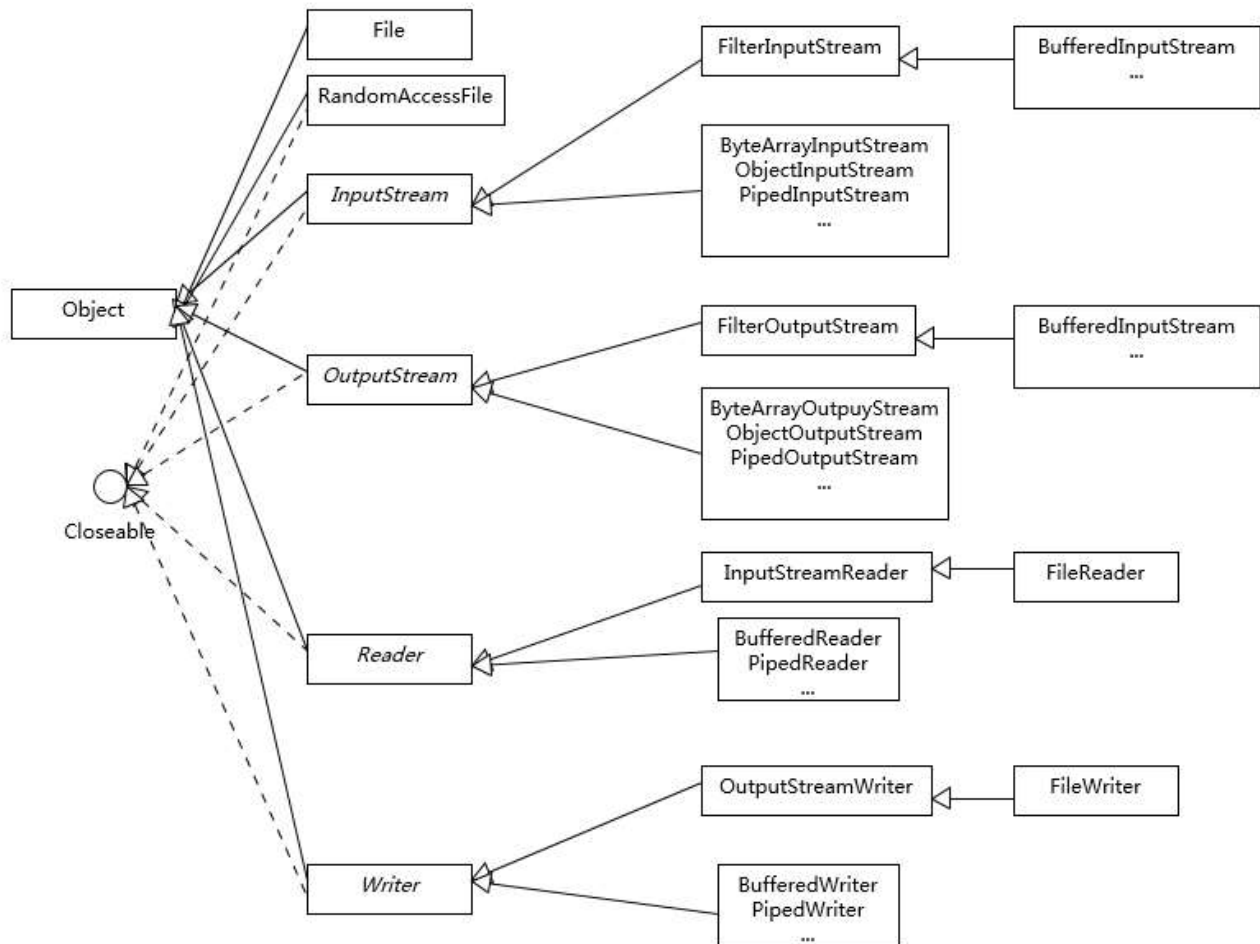 File
RandomAccessFile
InputStream
Object
OutputStream
Closeable
Reader
Writer
FilterInputStream
BufferedInputStream
...
ByteArrayInputStream
ObjectInputStream
PipedInputStream
...
FilterOutputStream
BufferedInputStream
...
ByteArrayOutpuyStream
ObjectOutputStream
PipedOutputStream
...
InputStreamReader
FileReader
BufferedReader
PipedReader
...
OutputStreamWriter
FileWriter
BufferedWriter
PipedWriter
...